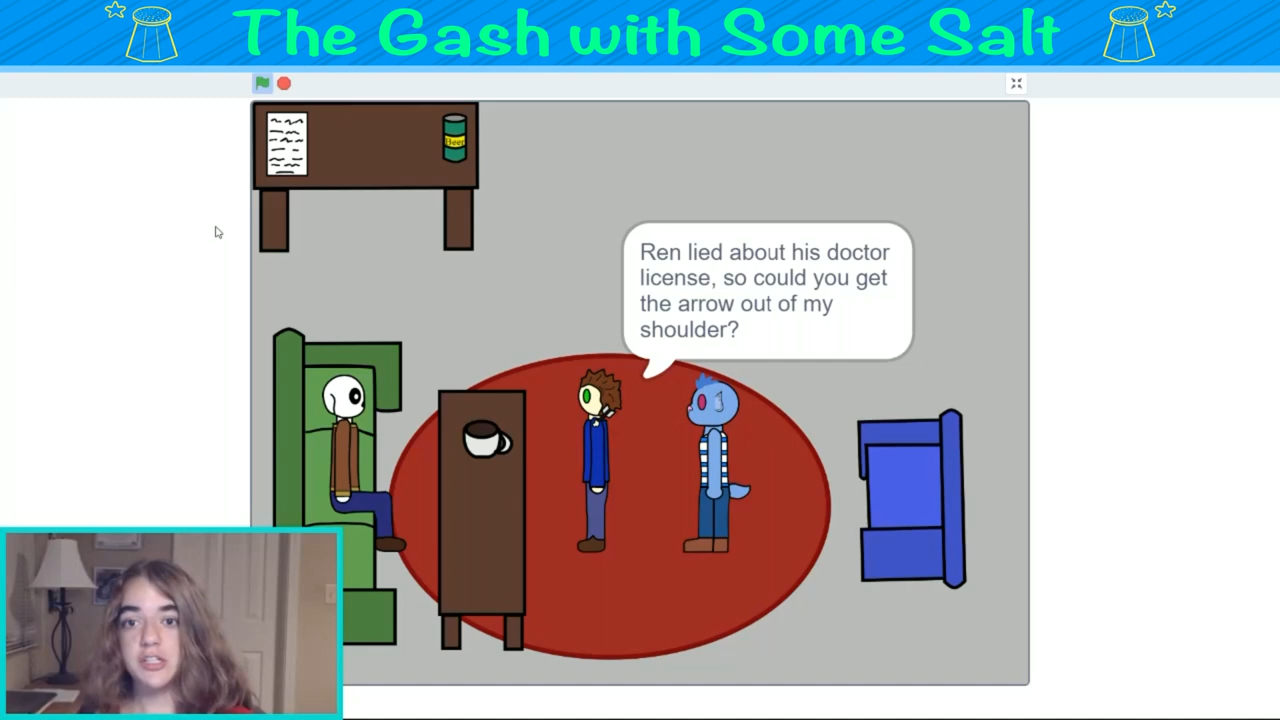 The Gash with Some Salt
Beer
Ren lied about his doctor
license, so could you get
the arrow out of my
shoulder?